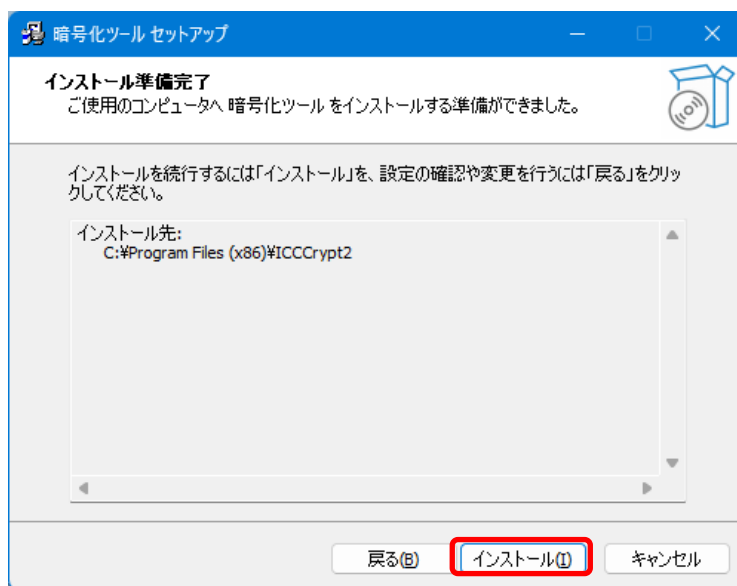 暗号化ツール セットアップ
インストール準備完了
ご使用のコンピュータへ 暗号化ツール をインストールする準備ができました。
インストールを続行するには「インストール」を、設定の確認や変更を行うには「戻る」をクリッ
クしてください。
インストール先:
C:¥Program Files (x86)¥ICCCrypt2
戻る(B)
インストール(I)
キャンセル